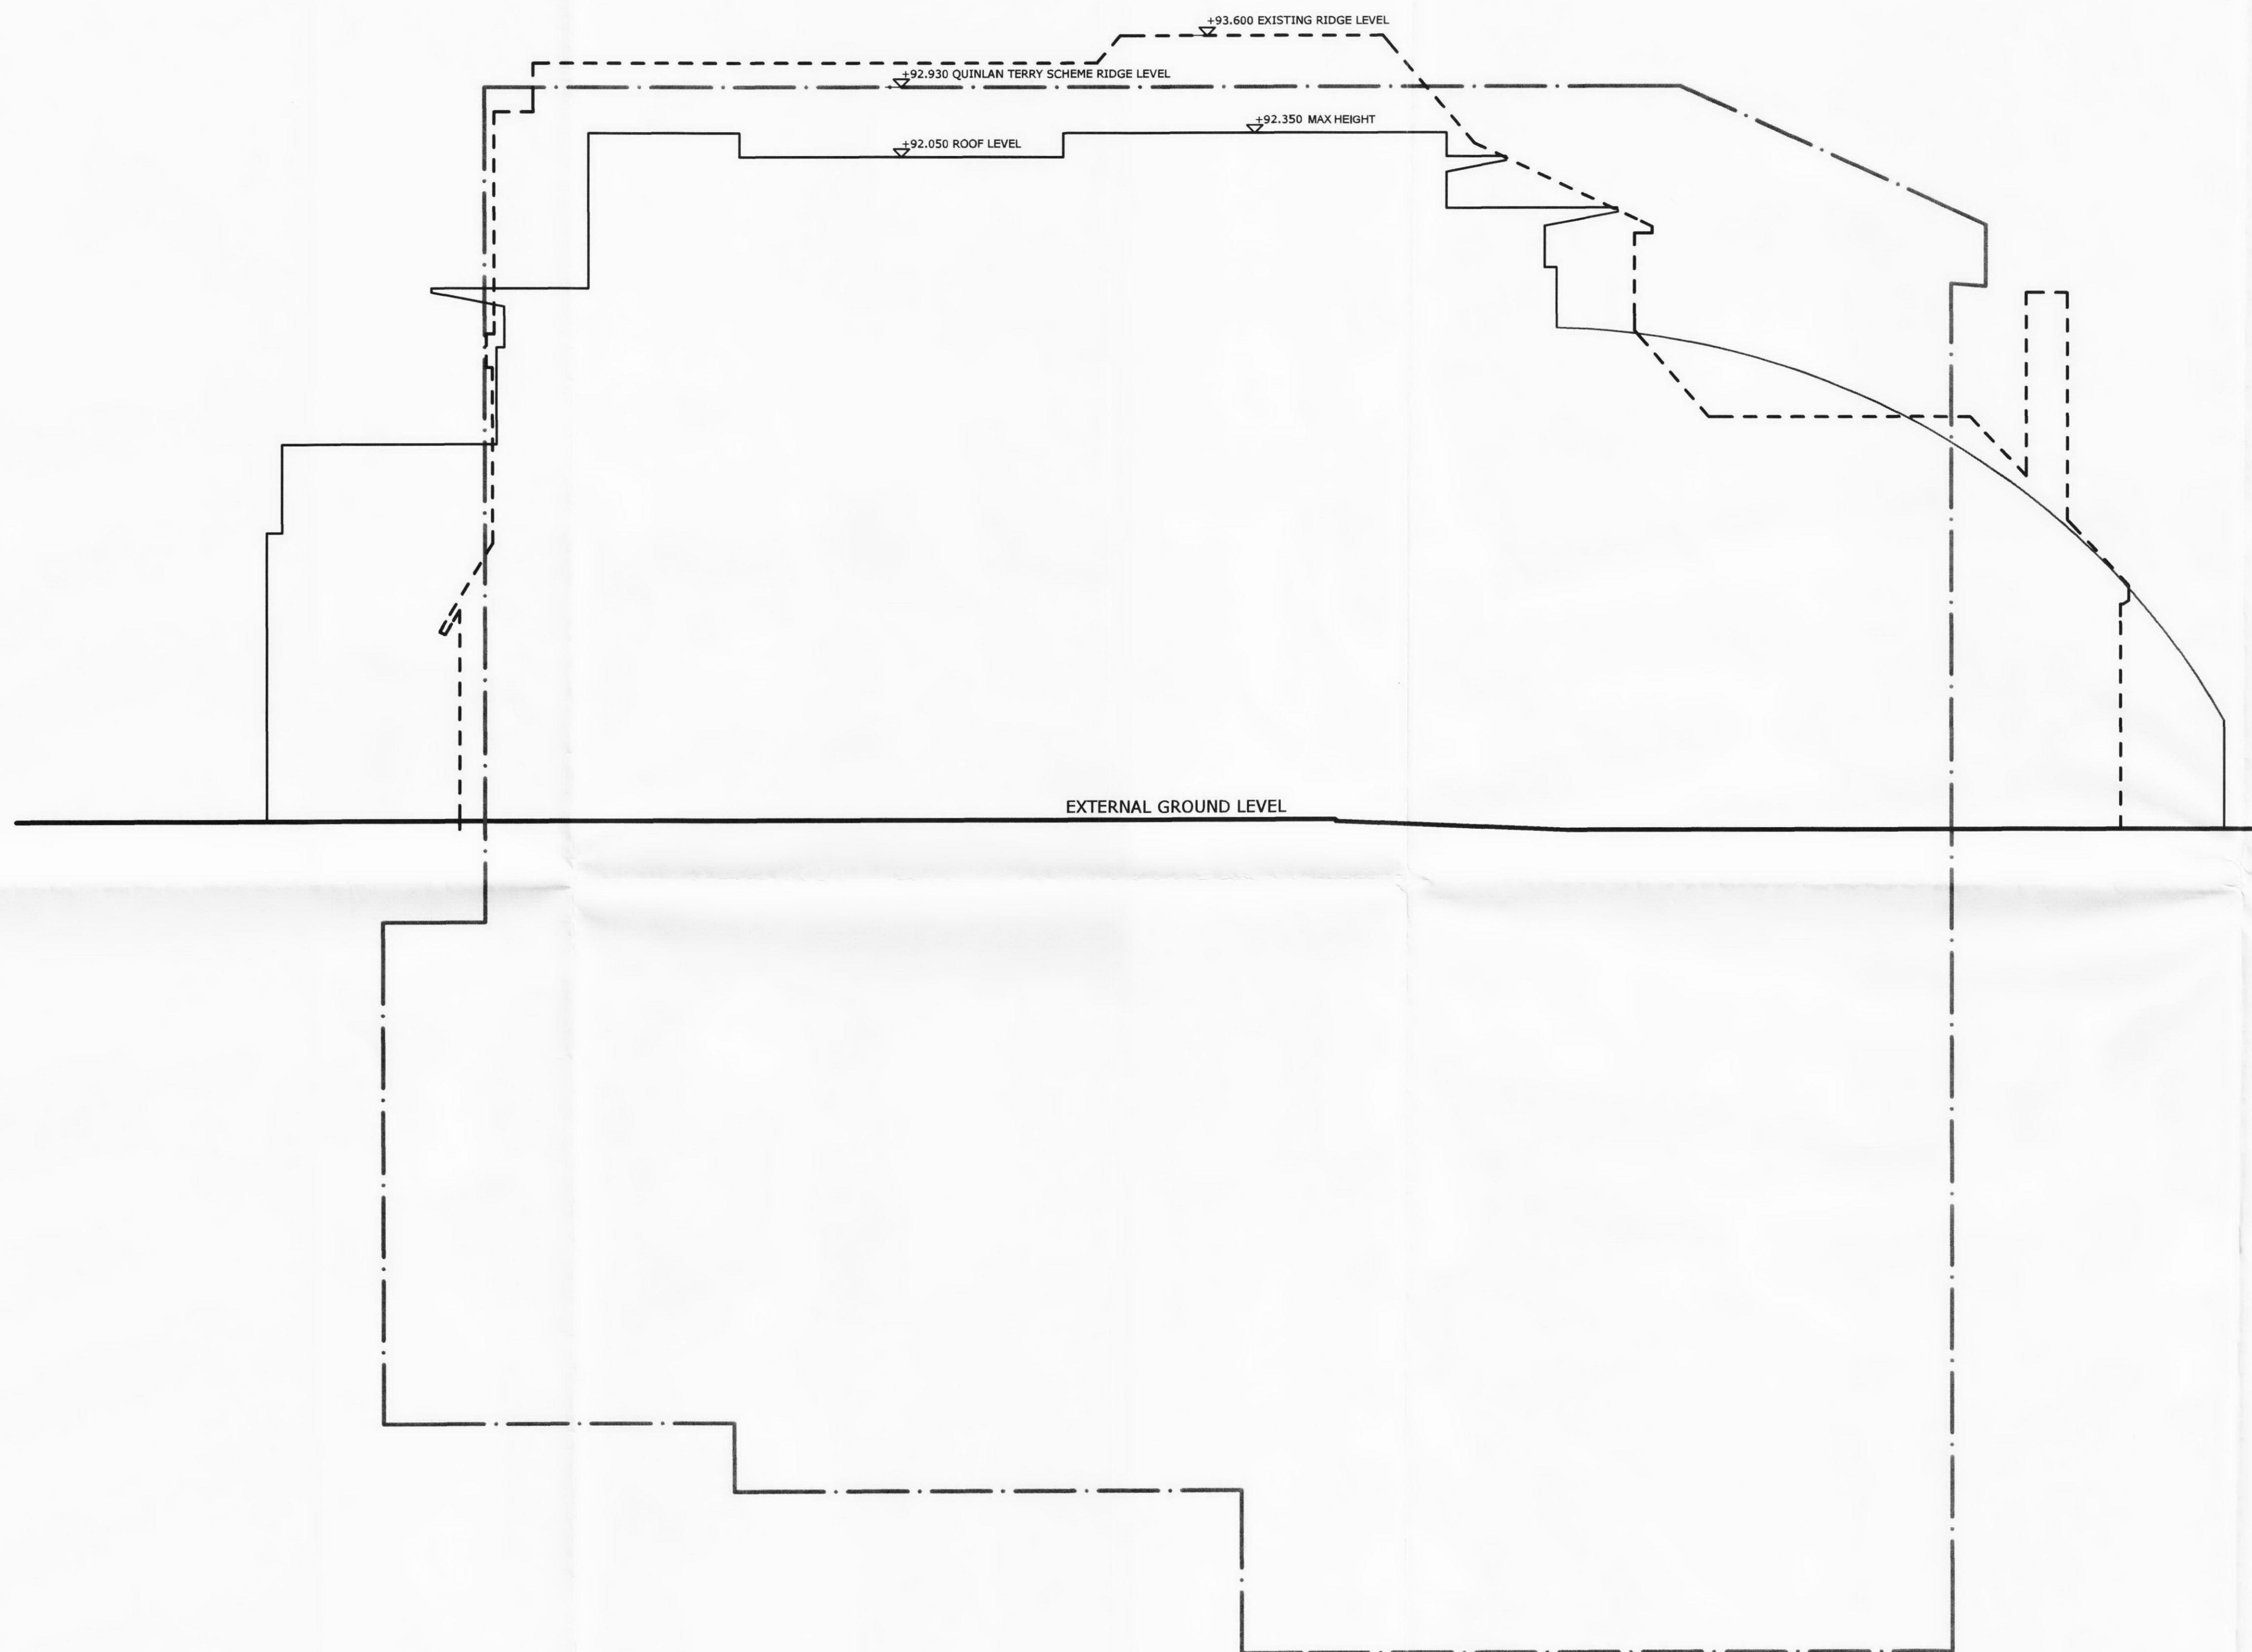 +93.600 EXISTING RIDGE LEVEL
+92.930 QUINLAN TERRY SCHEME RIDGE LEVEL
+92.350 MAX HEIGHT
+92.050 ROOF LEVEL
EXTERNAL GROUND LEVEL